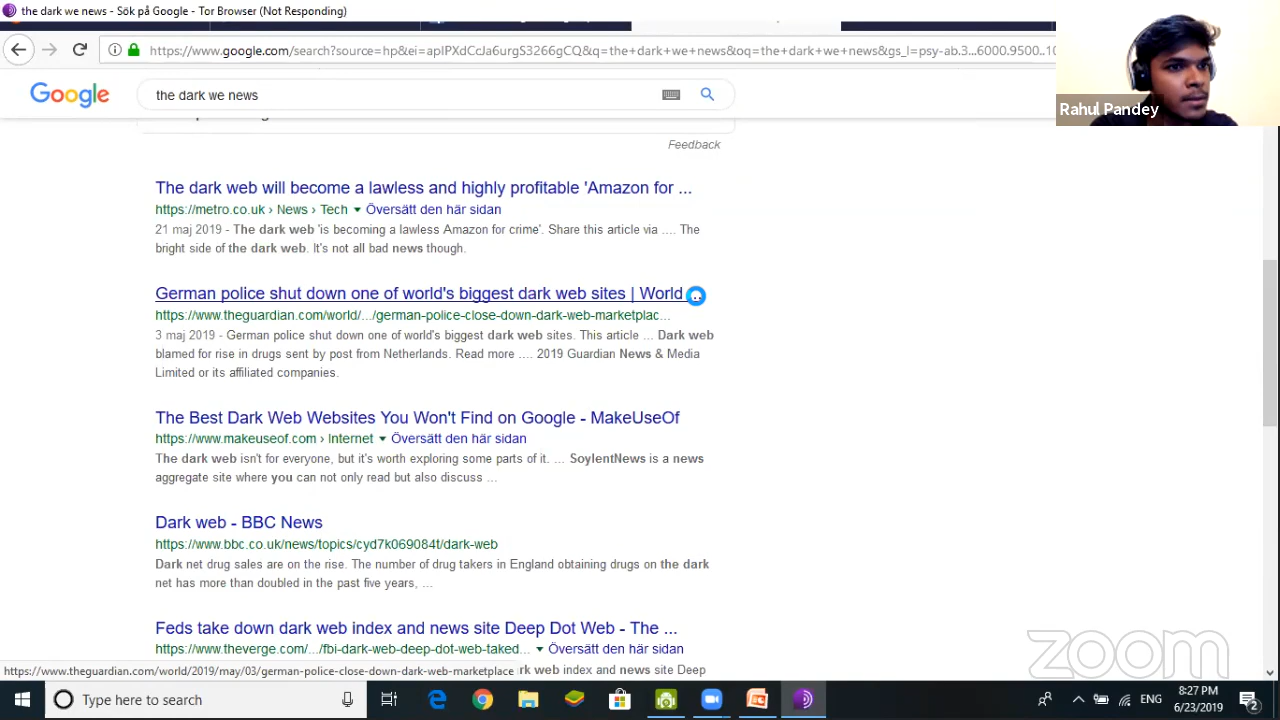 the dark we news - Sök på Google - Tor Browser (Not Responding)
https://www.google.com/search?source=hp&ei=apIPXdCcJa6urgS3266gCQ&q=the+dark+we+news&oq=the+dark+we+news&gs_l=psy-ab.3...6000.9500..10
Google
the dark we news
Rahul Pandey
Feedback
The dark web will become a lawless and highly profitable 'Amazon for ...
https://metro.co.uk › News › Tech Översätt den här sidan
21 maj 2019 - The dark web 'is becoming a lawless Amazon for crime'. Share this article via .... The
bright side of the dark web. It's not all bad news though.
German police shut down one of world's biggest dark web sites | World
https://www.theguardian.com/world/.../german-police-close-down-dark-web-marketplac...
3 maj 2019 - German police shut down one of world's biggest dark web sites. This article ... Dark web
blamed for rise in drugs sent by post from Netherlands. Read more .... 2019 Guardian News & Media
Limited or its affiliated companies.
The Best Dark Web Websites You Won't Find on Google - MakeUseOf
https://www.makeuseof.com › Internet Översätt den här sidan
The dark web isn't for everyone, but it's worth exploring some parts of it. ... SoylentNews is a news
aggregate site where you can not only read but also discuss ...
Dark web - BBC News
https://www.bbc.co.uk/news/topics/cyd7k069084t/dark-web
Dark net drug sales are on the rise. The number of drug takers in England obtaining drugs on the dark
net has more than doubled in the past five years, ...
Feds take down dark web index and news site Deep Dot Web - The ...
https://www.theverge.com/.../fbi-dark-web-deep-dot-web-taked... Översätt den här sidan
https://www.theguardian.com/world/2019/may/03/german-police-close-down-dark-web-marketplace
web index and news site Deep
zoom
Type here to search
ENG
8:27 PM
6/23/2019
2